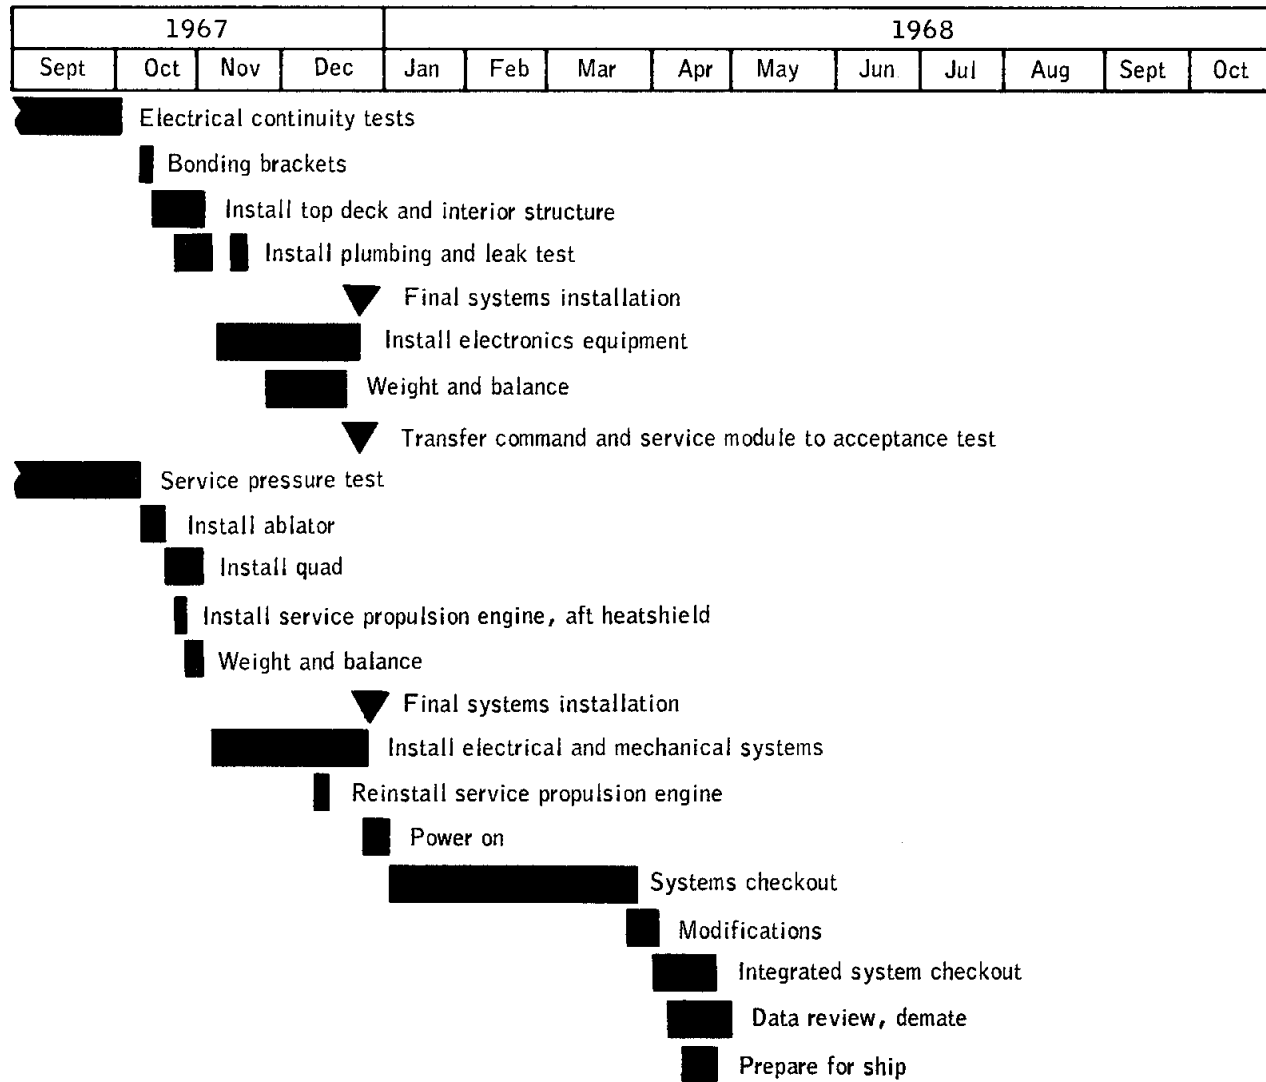 1967 1968
Sept Oct Nov Dec Jan Feb Mar Apr May Jun Jul Aug Sept Oct
Electrical continuity tests
Bonding brackets
Install top deck and interior structure
Install plumbing and leak test
Final systems installation
Install electronics equipment
Weight and balance
Transfer command and service module to acceptance test
Service pressure test
Install ablator
Install quad
Install service propulsion engine, aft heatshield
Weight and balance
Final systems installation
Install electrical and mechanical systems
Reinstall service propulsion engine
Power on
Systems checkout
Modifications
Integrated system checkout
Data review, demate
Prepare for ship